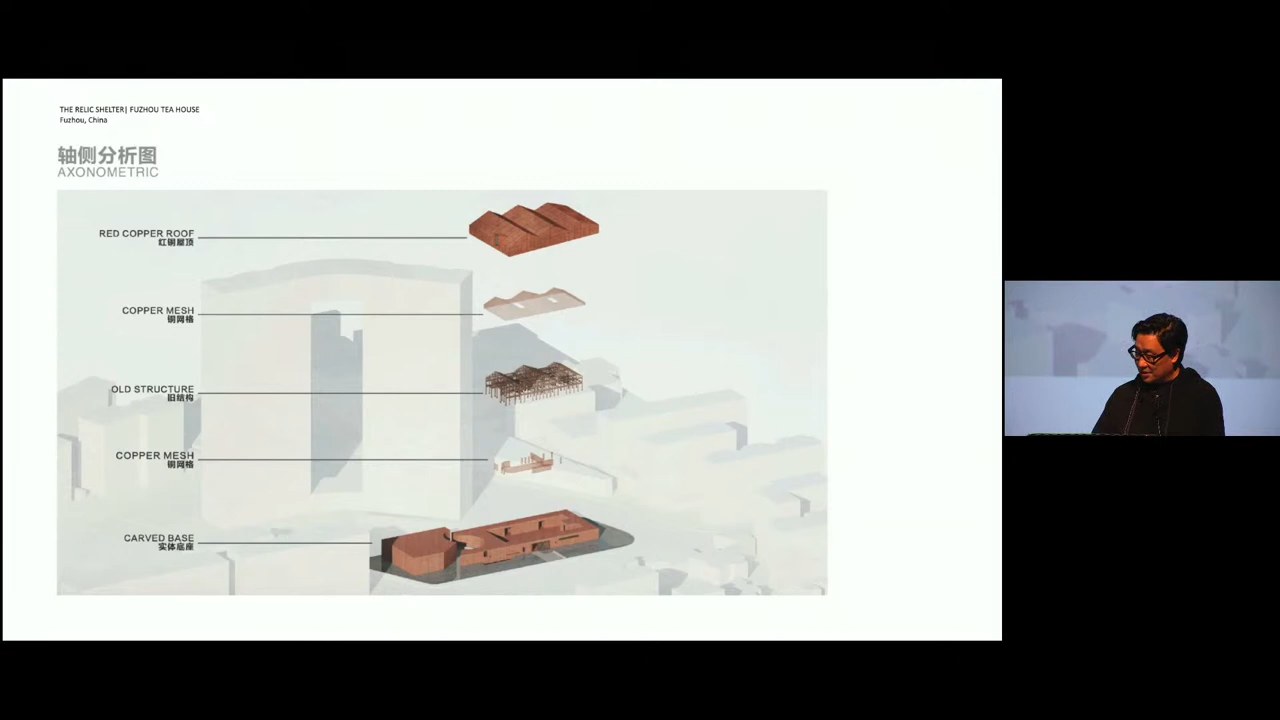 THE RELIC SHELTER| FUZHOU TEA HOUSE
Fuzhou, China
轴侧分析图
AXONOMETRIC
RED COPPER ROOF
红铜屋顶
COPPER MESH
铜网格
OLD STRUCTURE
旧结构
COPPER MESH
铜网格
CARVED BASE
实体底座